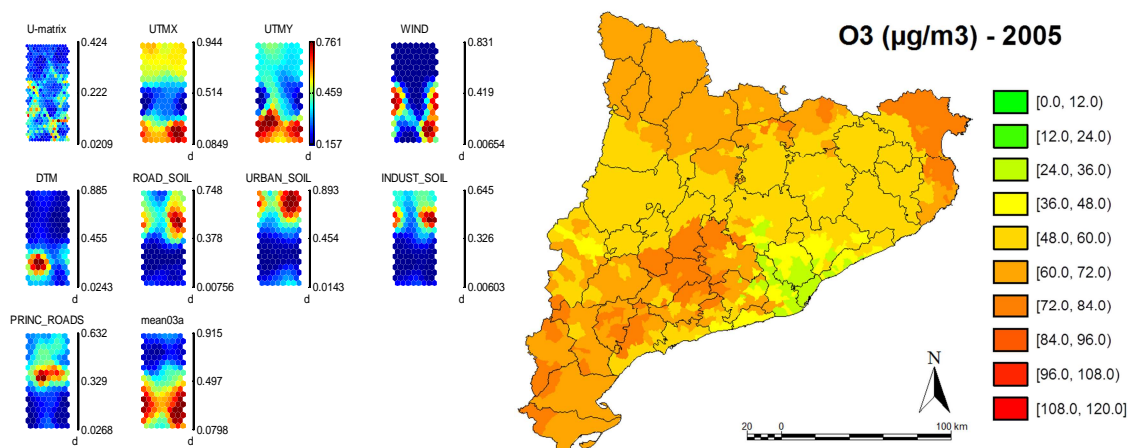 U-matrix
0.424
0.222
0.0209
UTMX
0.944
0.514
0.0849
d
UTMY
0.761
0.459
0.157
d
WIND
0.831
0.419
0.00654
d
DTM
0.885
0.455
0.0243
d
ROAD_SOIL
0.748
0.378
0.00756
d
URBAN_SOIL
0.893
0.454
0.0143
d
INDUST_SOIL
0.645
0.326
0.00603
d
PRINC_ROADS
0.632
0.329
0.0268
d
mean03a
0.915
0.497
0.0798
d
O3 (µg/m3) - 2005
[0.0, 12.0)
[12.0, 24.0)
[24.0, 36.0)
[36.0, 48.0)
[48.0, 60.0)
[60.0, 72.0)
[72.0, 84.0)
[84.0, 96.0)
[96.0, 108.0)
[108.0, 120.0]
N
20 0 100 km